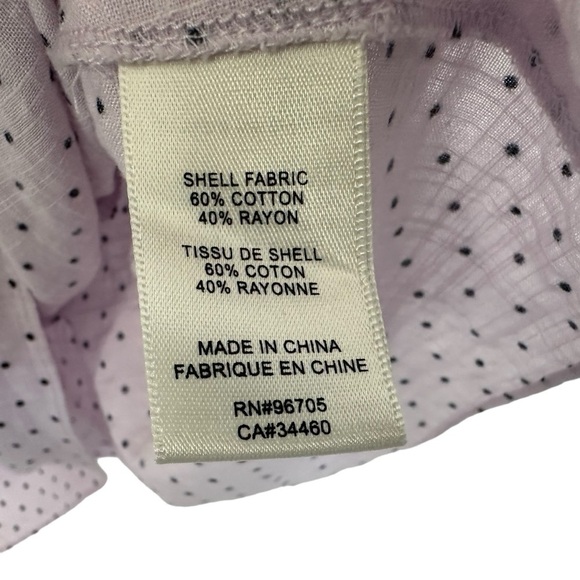 SHELL FABRIC
60% COTTON
40% RAYON
TISSU DE SHELL
60% COTON
40% RAYONNE
MADE IN CHINA
FABRIQUE EN CHINE
RN#96705
CA#34460